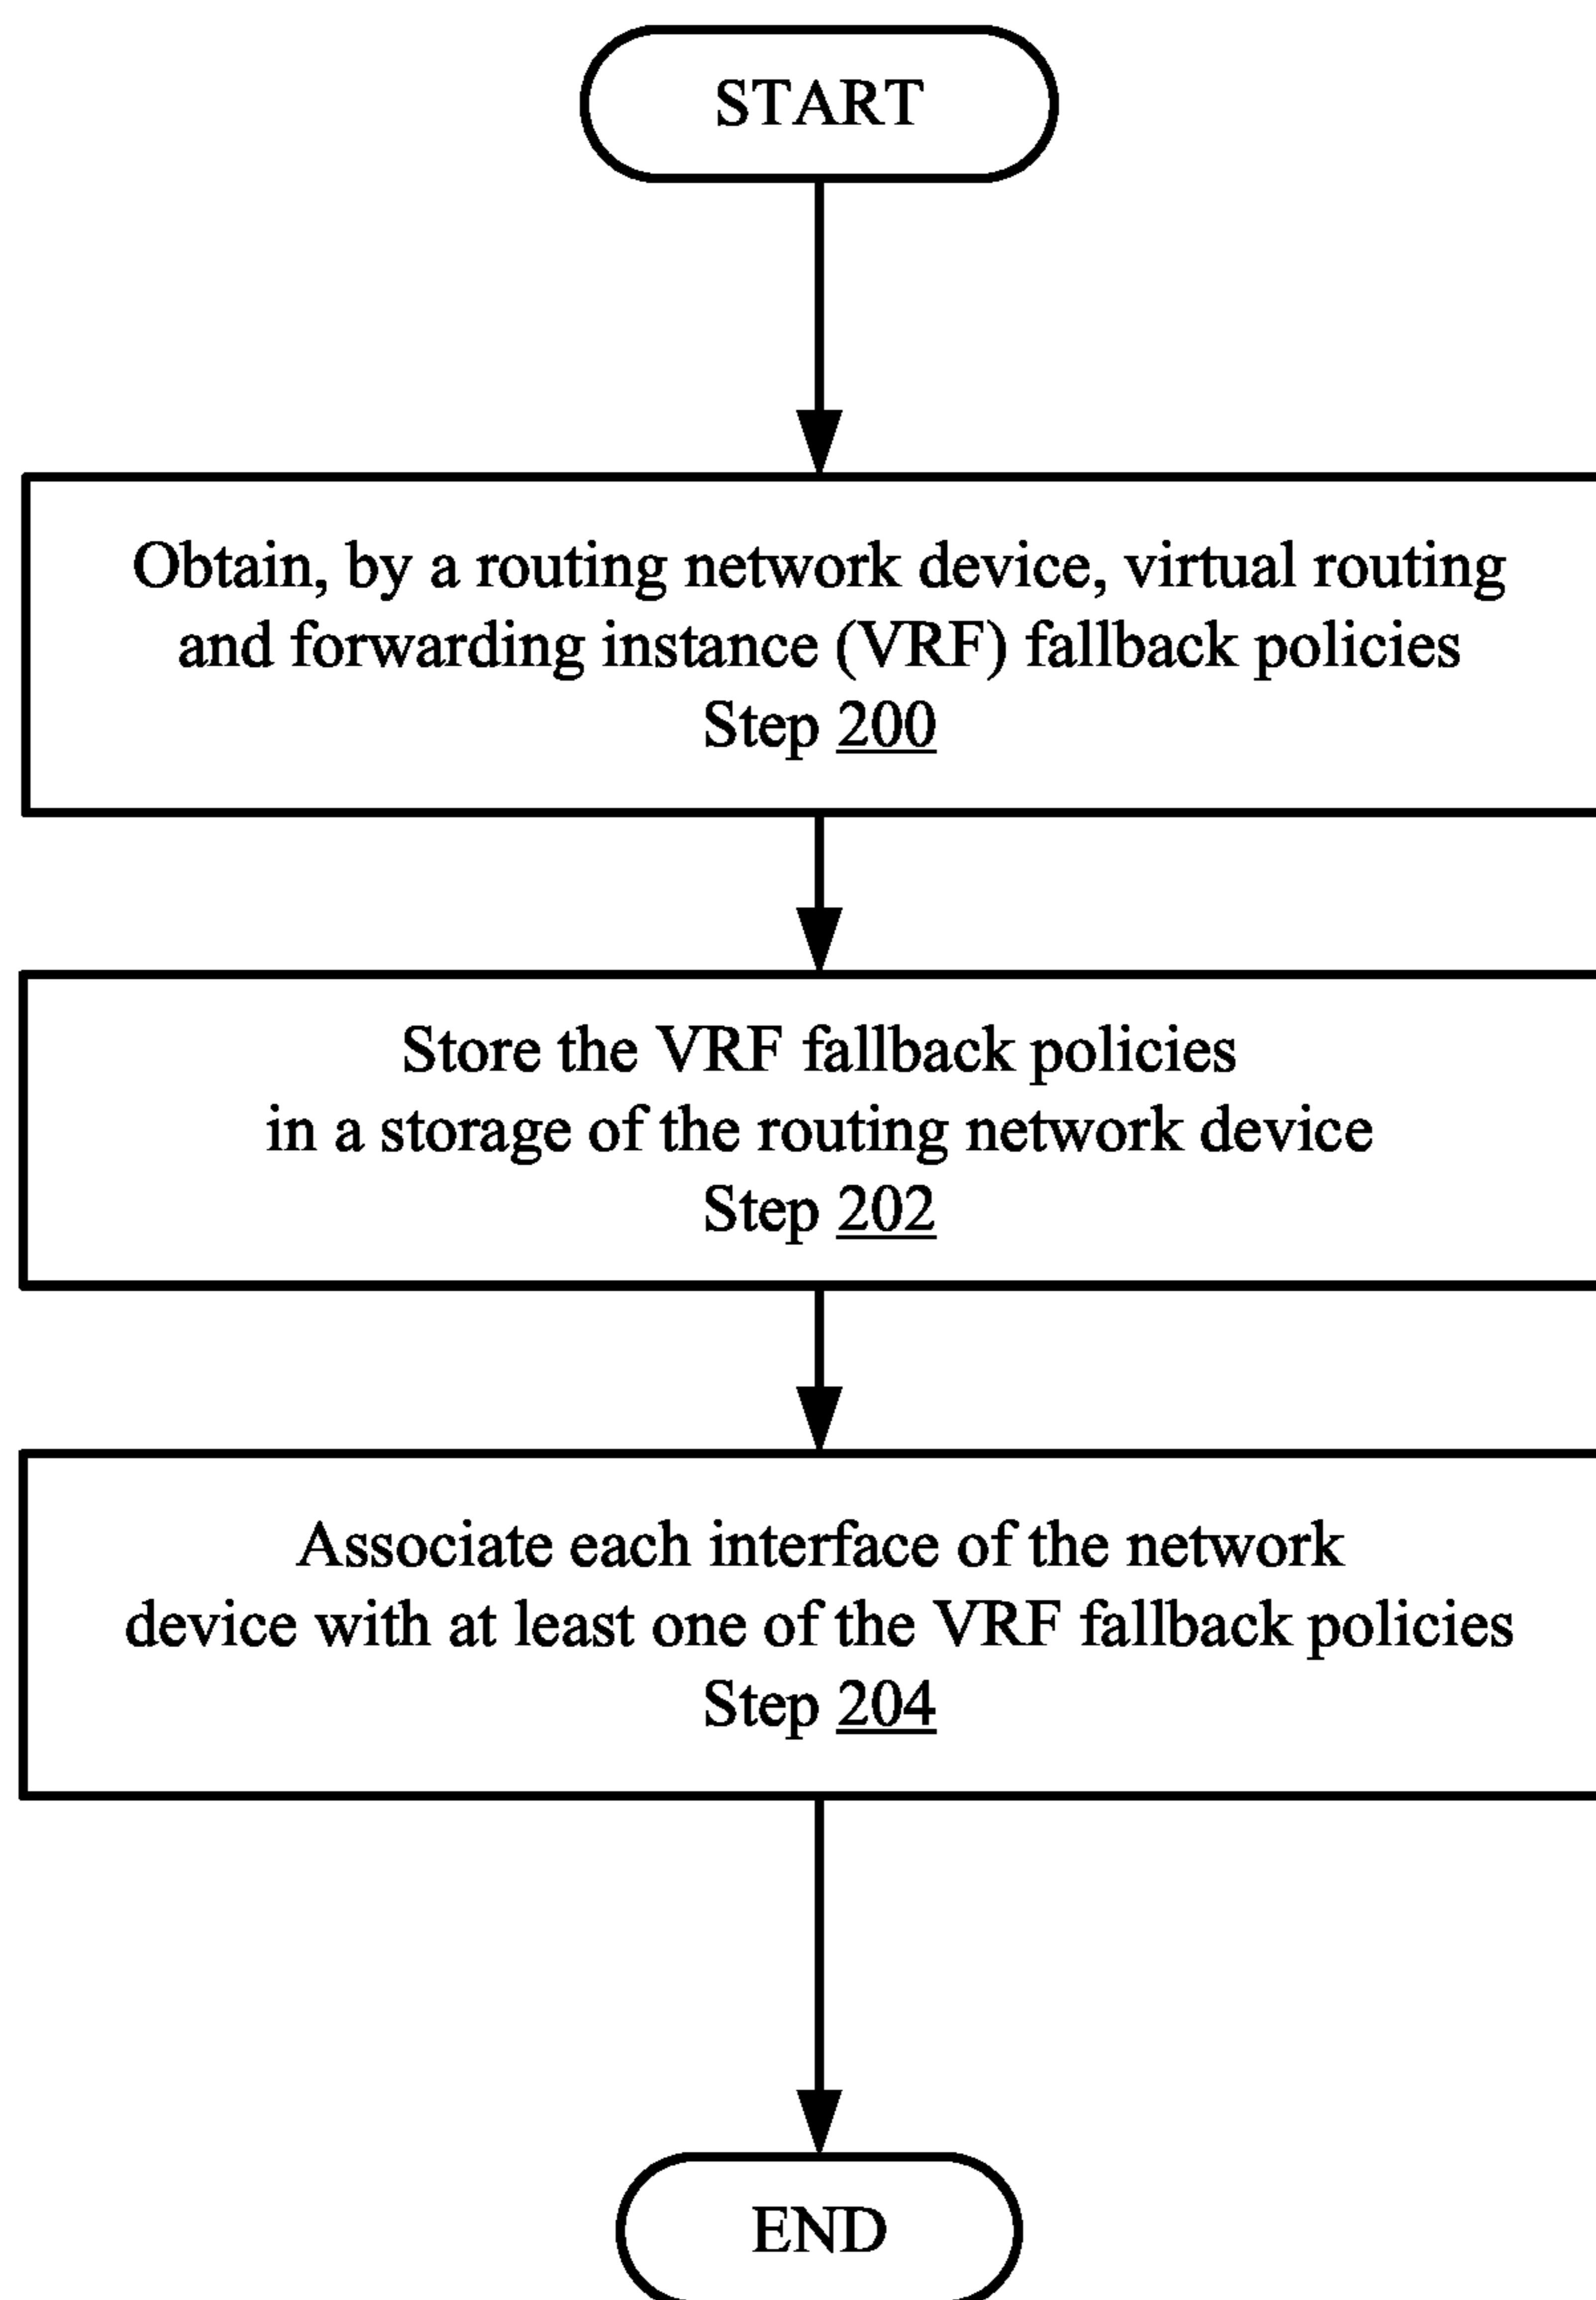 START
Obtain, by a routing network device, virtual routing
and forwarding instance (VRF) fallback policies
Step 200
Store the VRF fallback policies
in a storage of the routing network device
Step 202
Associate each interface of the network
device with at least one of the VRF fallback policies
Step 204
END